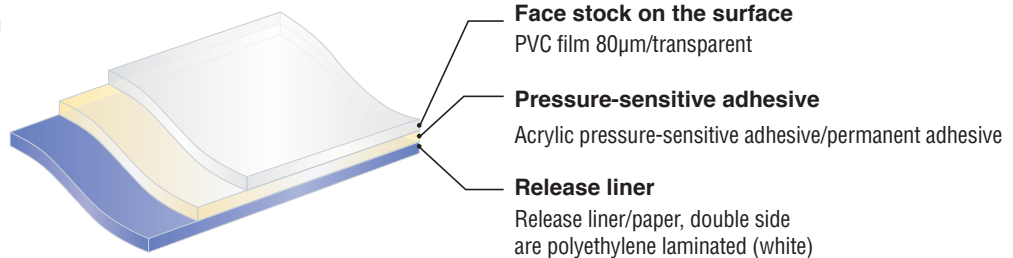 Face stock on the surface
PVC film 80μm/transparent
Pressure-sensitive adhesive
Acrylic pressure-sensitive adhesive/permanent adhesive
Release liner
Release liner/paper, double side
are polyethylene laminated (white)